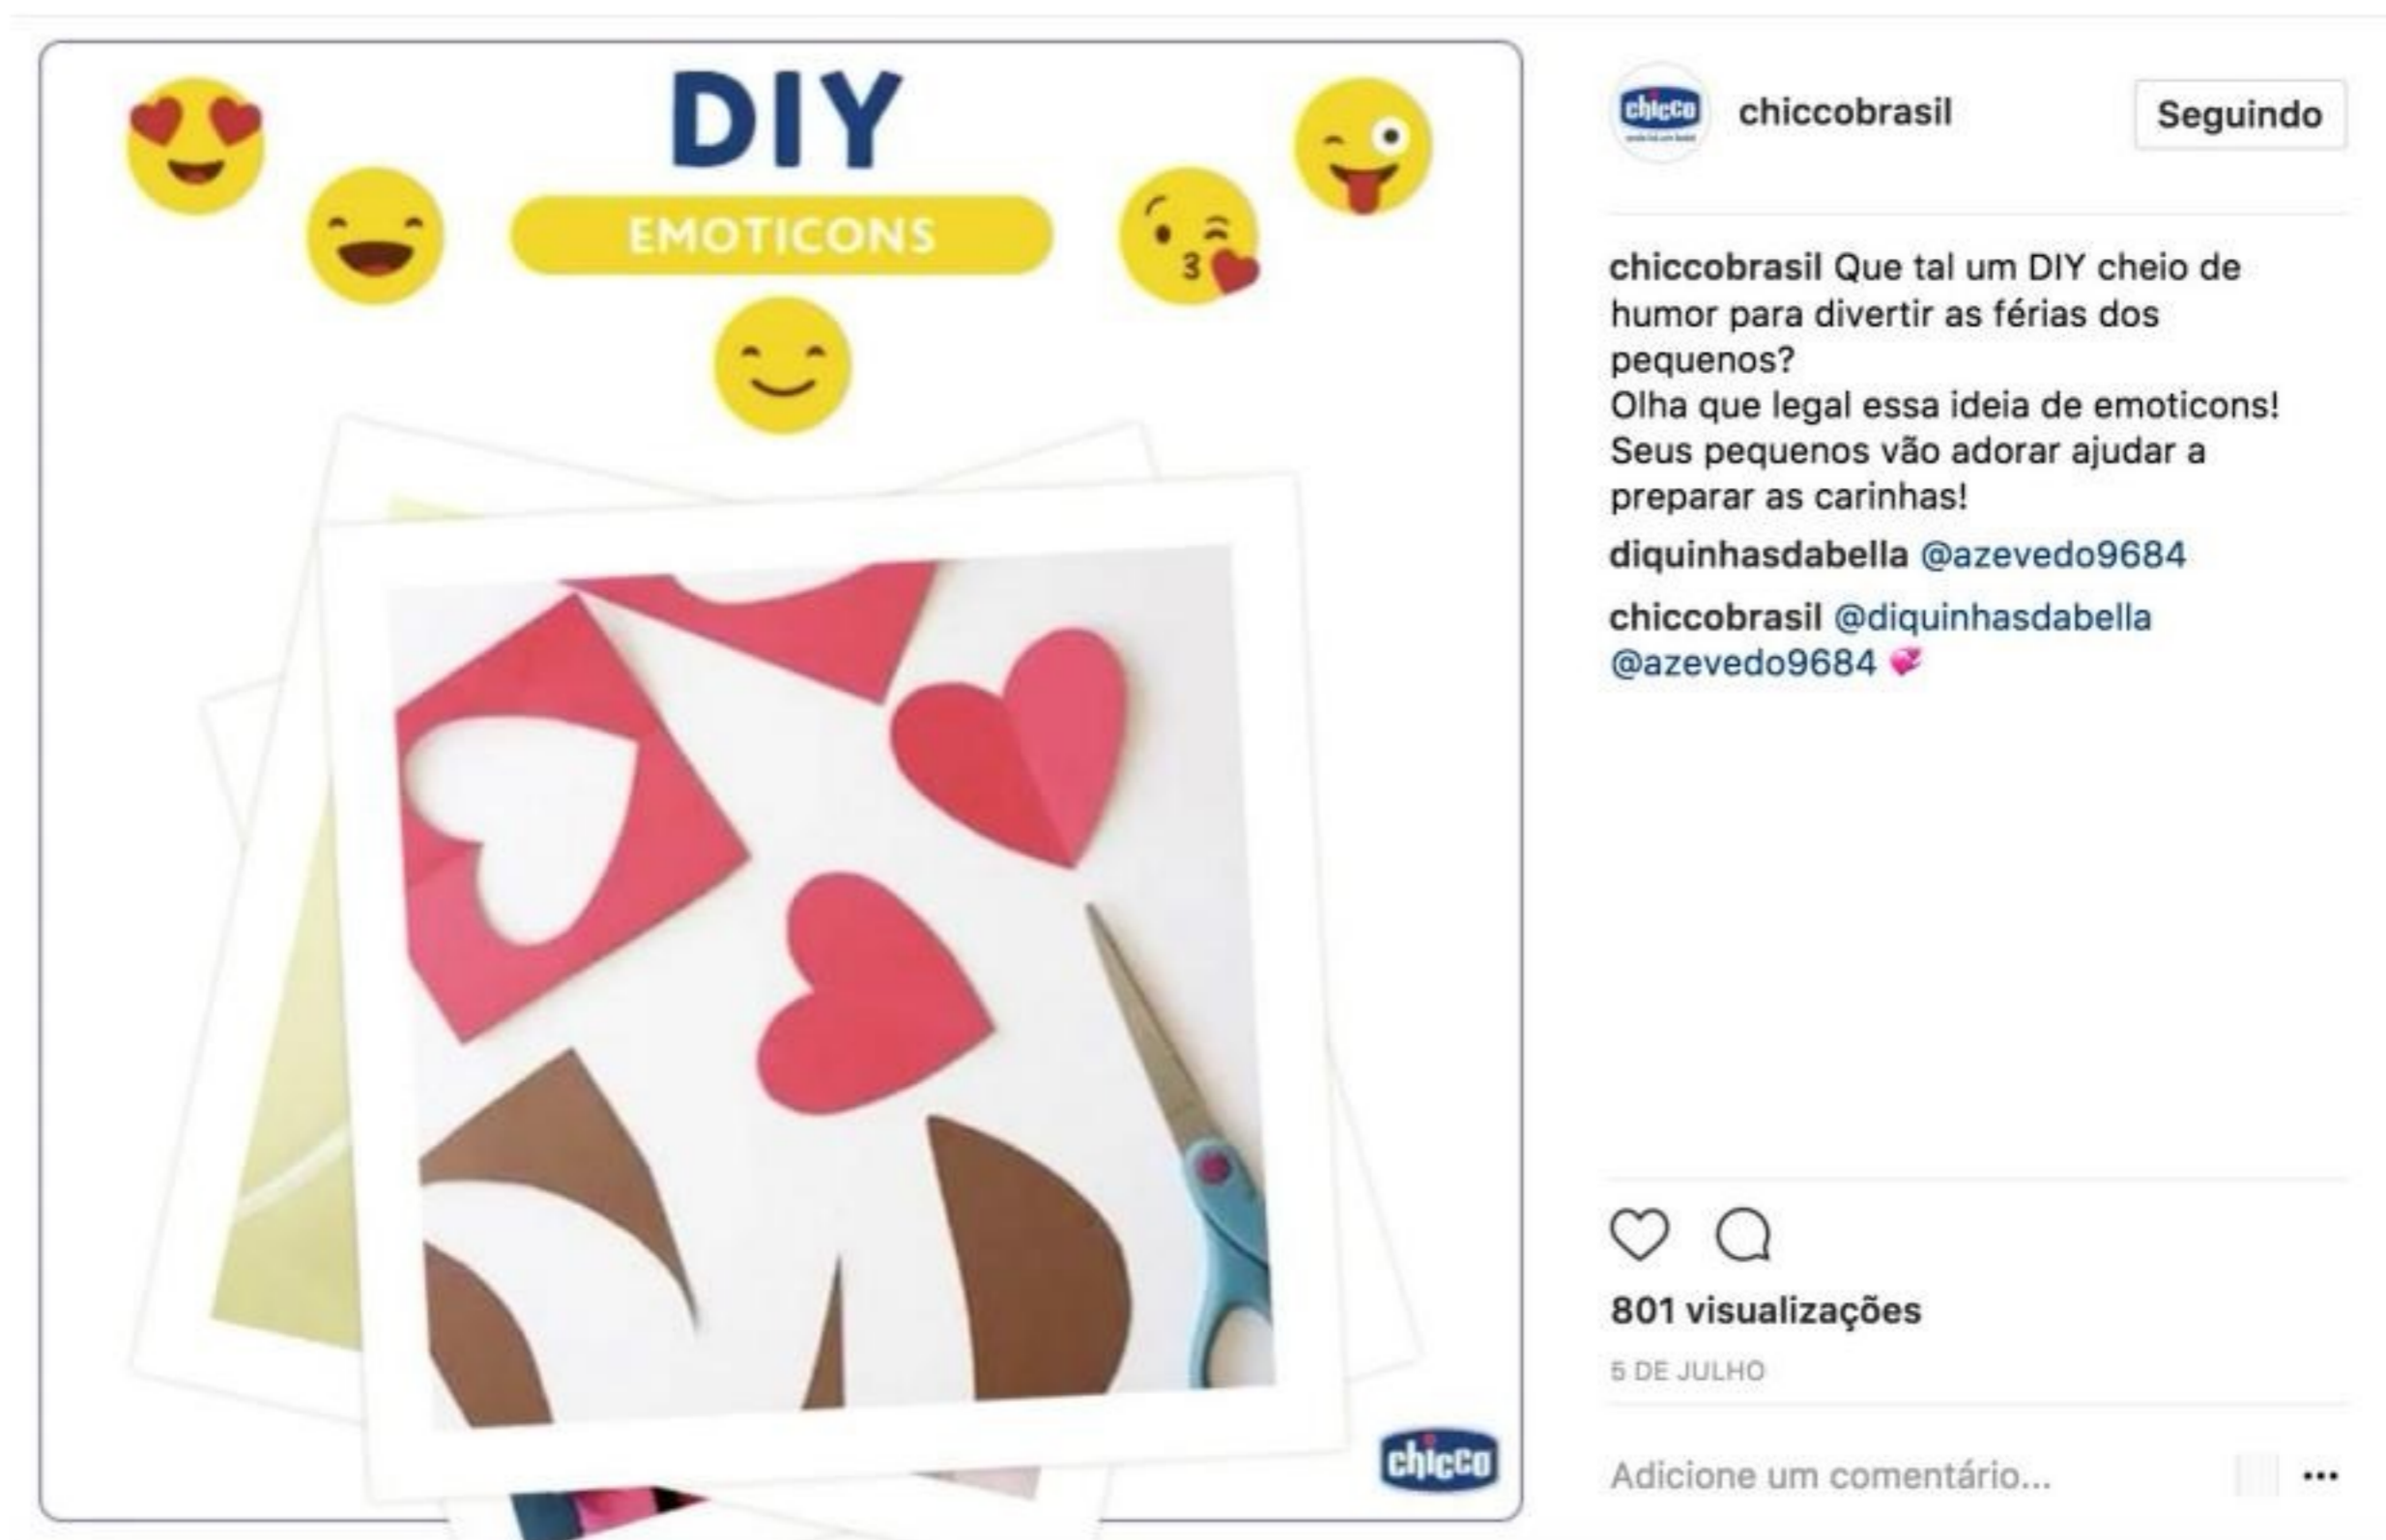 DIY
EMOTICONS
chicco
chicco
chiccobrasil
Seguindo
chiccobrasil Que tal um DIY cheio de
humor para divertir as férias dos
pequenos?
Olha que legal essa ideia de emoticons!
Seus pequenos vão adorar ajudar a
preparar as carinhas!
diquinhasdabella @azevedo9684
chiccobrasil @diquinhasdabella
@azevedo9684 💞
801 visualizações
5 DE JULHO
Adicione um comentário...